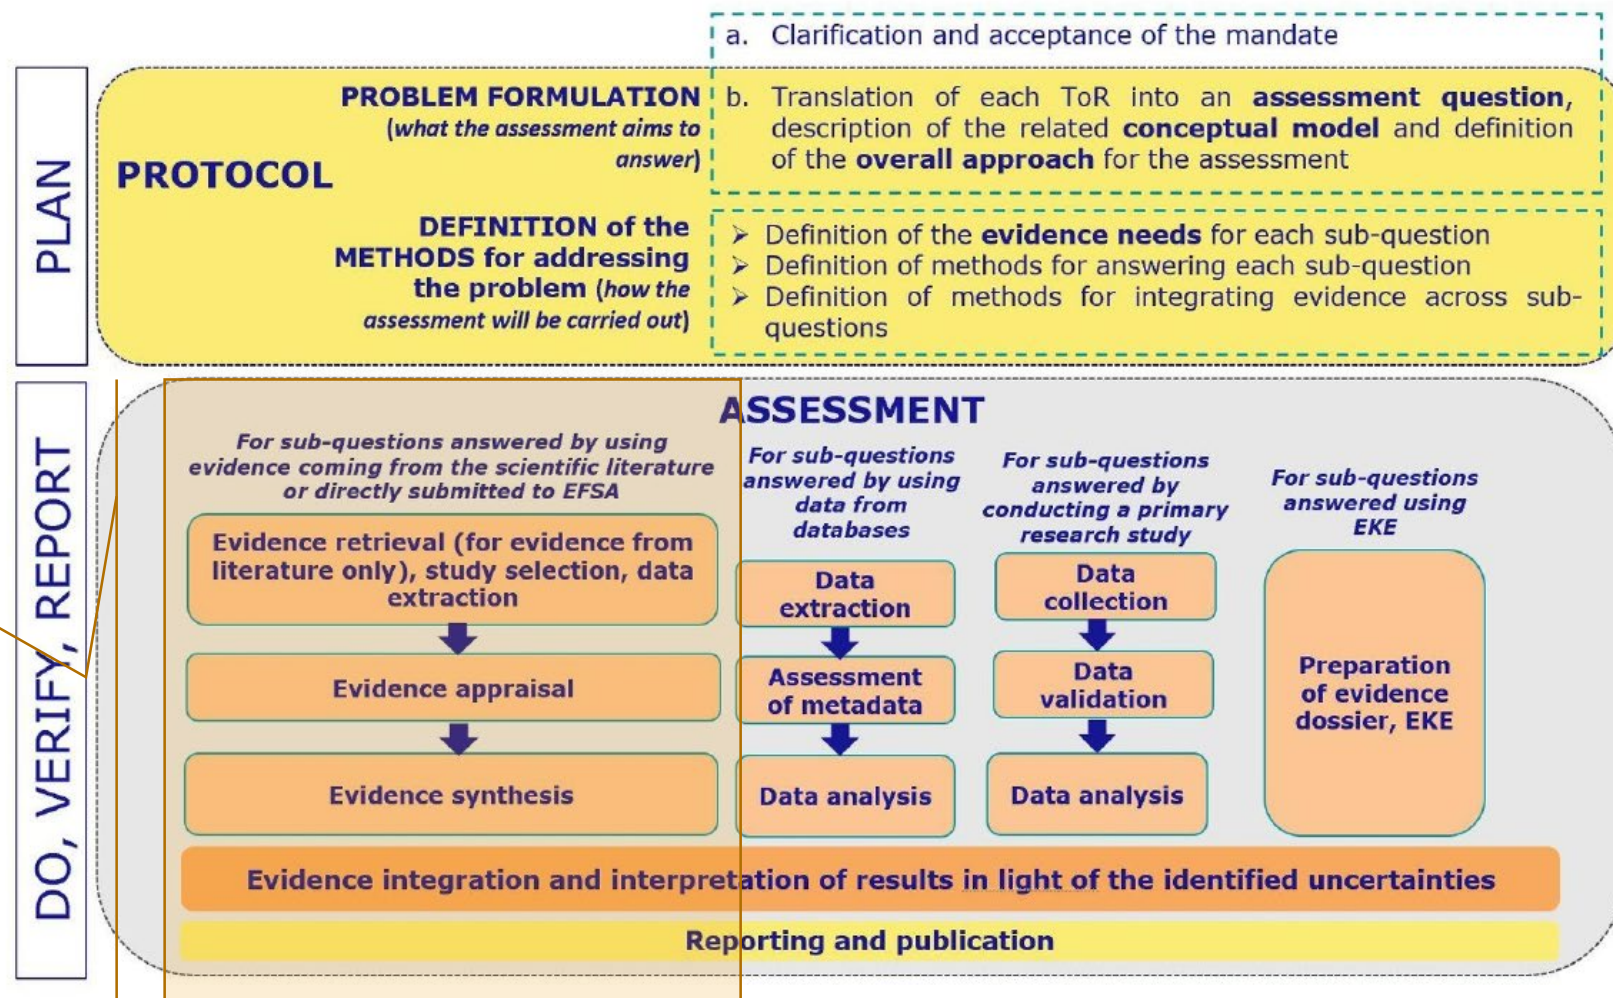 a. Clarification and acceptance of the mandate
PLAN
PROTOCOL
PROBLEM FORMULATION
(what the assessment aims to
answer)
b. Translation of each ToR into an assessment question,
description of the related conceptual model and definition
of the overall approach for the assessment
DEFINITION of the
METHODS for addressing
the problem (how the
assessment will be carried out)
➢ Definition of the evidence needs for each sub-question
➢ Definition of methods for answering each sub-question
➢ Definition of methods for integrating evidence across sub-
questions
DO, VERIFY, REPORT
ASSESSMENT
For sub-questions answered by using
evidence coming from the scientific literature
or directly submitted to EFSA
Evidence retrieval (for evidence from
literature only), study selection, data
extraction
Evidence appraisal
Evidence synthesis
For sub-questions
answered by using
data from
databases
Data
extraction
Assessment
of metadata
Data analysis
For sub-questions
answered by
conducting a primary
research study
Data
collection
Data
validation
Data analysis
For sub-questions
answered using
EKE
Preparation
of evidence
dossier, EKE
Evidence integration and interpretation of results in light of the identified uncertainties
Reporting and publication